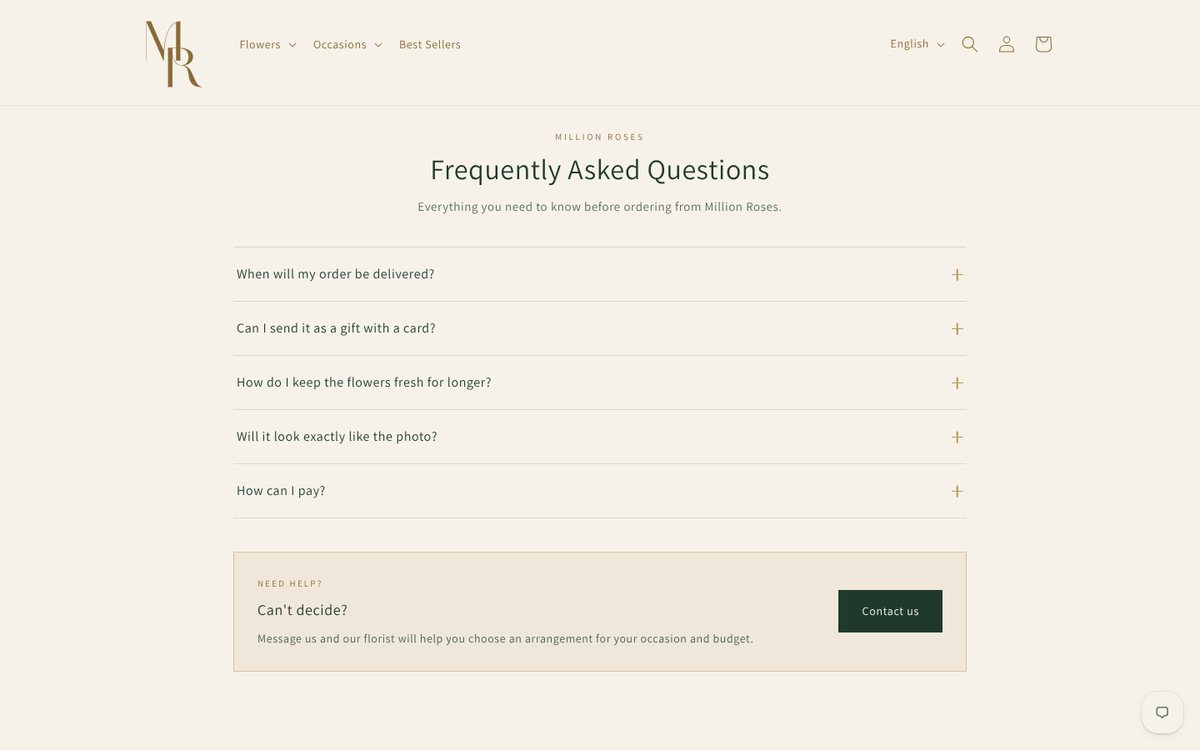 MR
Flowers
Occasions
Best Sellers
English
MILLION ROSES
Frequently Asked Questions
Everything you need to know before ordering from Million Roses.
When will my order be delivered?
Can I send it as a gift with a card?
How do I keep the flowers fresh for longer?
Will it look exactly like the photo?
How can I pay?
NEED HELP?
Can't decide?
Message us and our florist will help you choose an arrangement for your occasion and budget.
Contact us